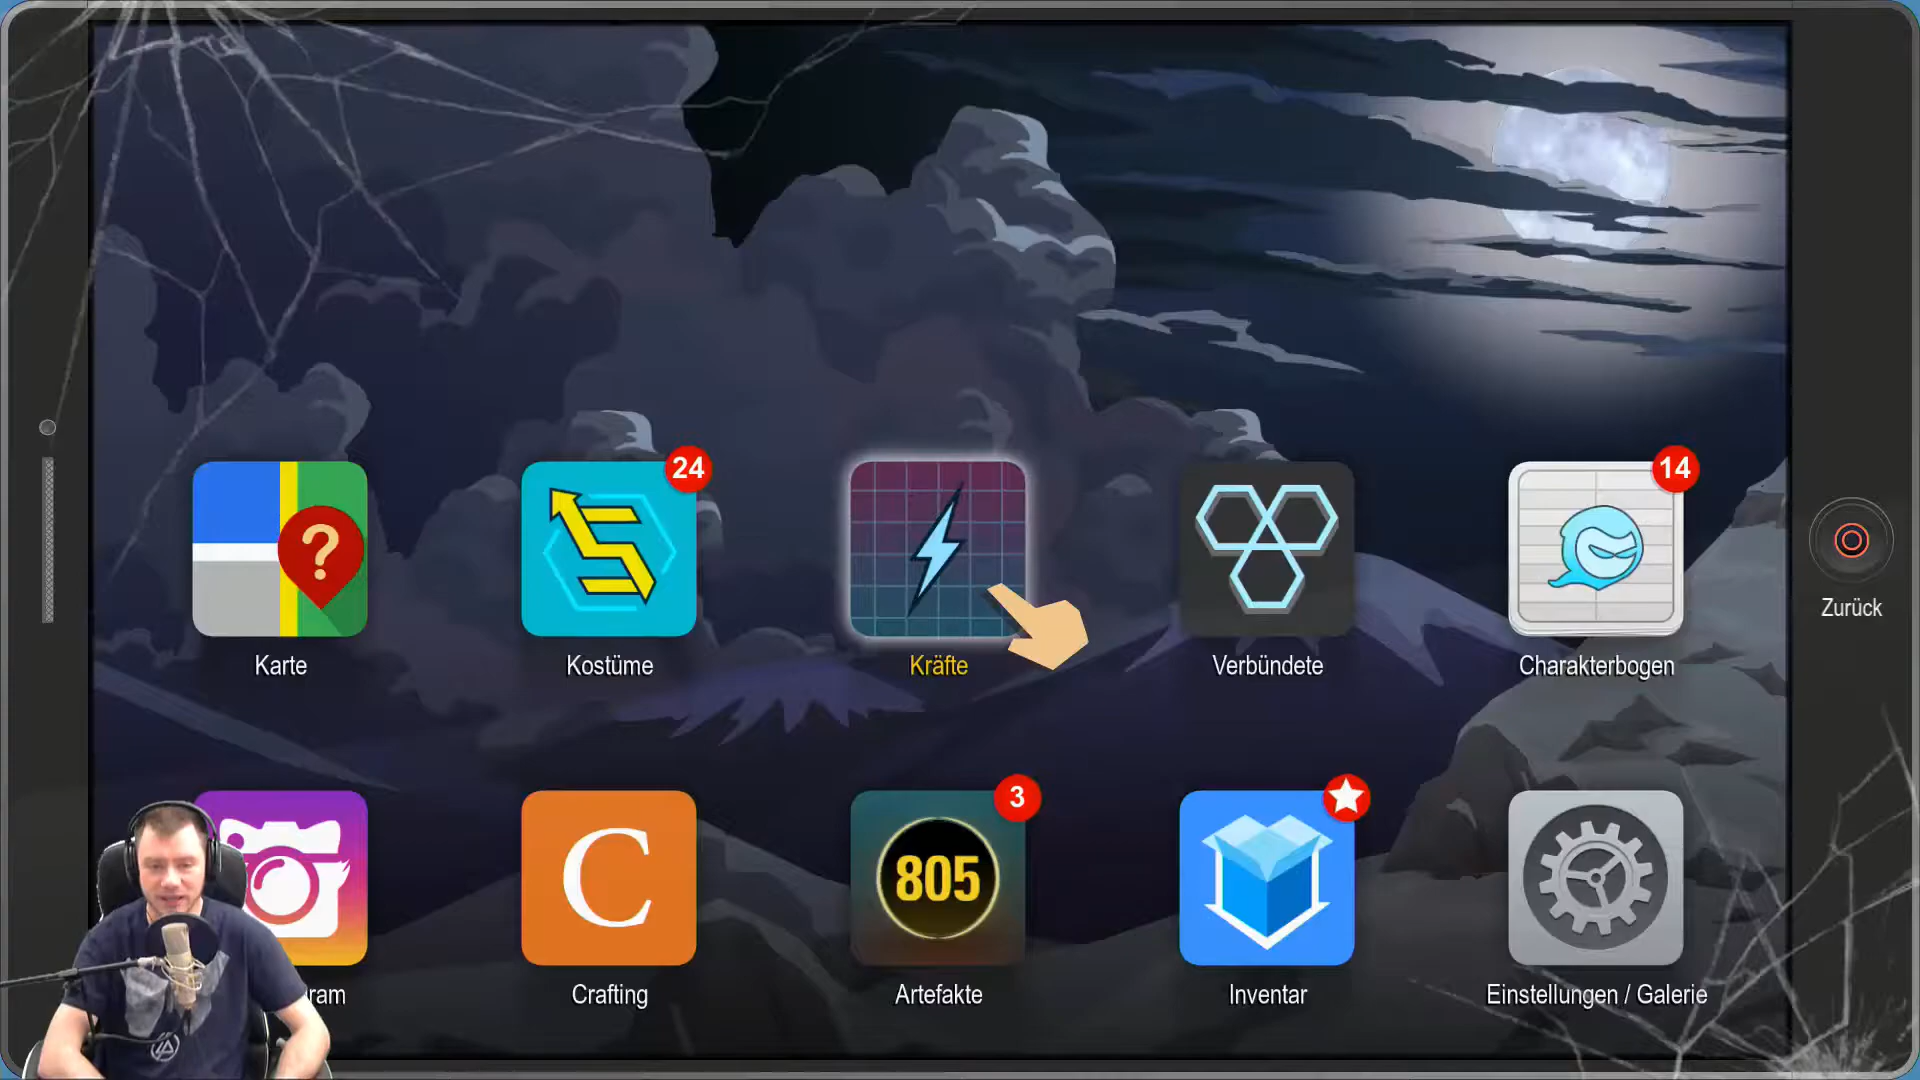 24
14
?
Karte
Kostüme
Kräfte
Verbündete
Charakterbogen
Zurück
3
C
805
ram
Crafting
Artefakte
Inventar
Einstellungen / Galerie